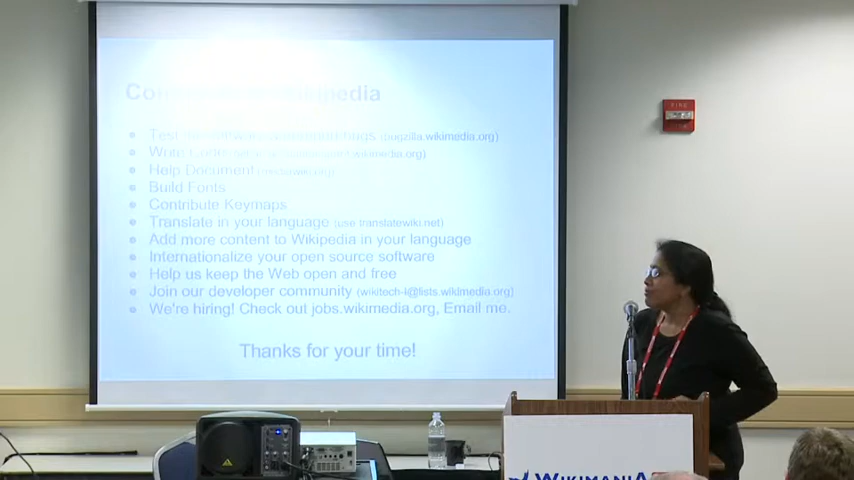 Wikipedia
Test bugs (bugzilla.wikimedia.org)
Write wikimedia.org)
Help Document
Build Fonts
Contribute Keymaps
Translate in your language (use translatewiki.net)
Add more content to Wikipedia in your language
Internationalize your open source software
Help us keep the Web open and free
Join our developer community (wikitech-l@lists.wikimedia.org)
We're hiring! Check out jobs.wikimedia.org, Email me.
Thanks for your time!
FIRE
WIKIMANIA